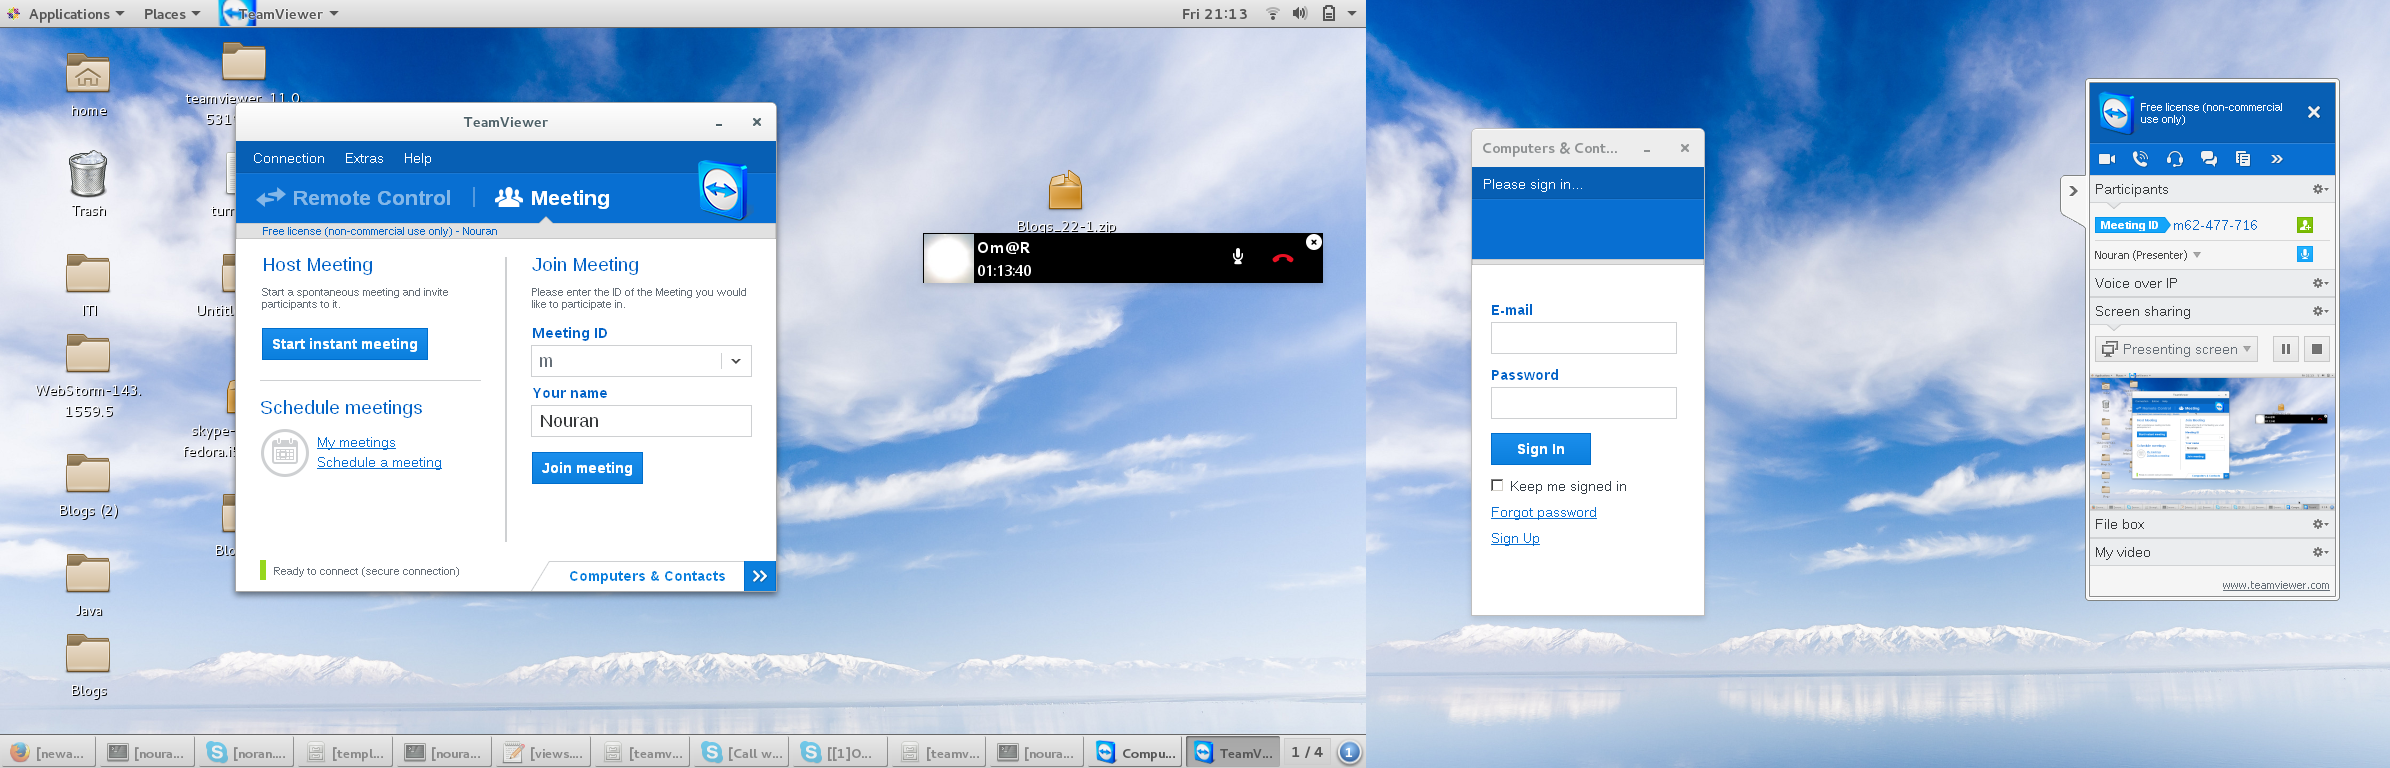 Applications Places TeamViewer Fri 21:13
home
teamviewer_11.0.
531
Trash
ITI
WebStorm-143.
1559.5
skype-
fedora.i
Blogs (2)
Java
Blogs
TeamViewer
Connection Extras Help
Remote Control Meeting
Free license (non-commercial use only) - Nouran
Host Meeting
Start a spontaneous meeting and invite
participants to it.
Start instant meeting
Schedule meetings
My meetings
Schedule a meeting
Join Meeting
Please enter the ID of the Meeting you would
like to participate in.
Meeting ID
m
Your name
Nouran
Join meeting
Ready to connect (secure connection)
Computers & Contacts
Blogs_22-1.zip
Om@R
01:13:40
Computers & Cont...
Please sign in...
E-mail
Password
Sign In
Keep me signed in
Forgot password
Sign Up
Free license (non-commercial
use only)
Participants
Meeting ID m62-477-716
Nouran (Presenter)
Voice over IP
Screen sharing
Presenting screen
File box
My video
www.teamviewer.com
[newa... [noura... [noran.... [templ... [noura... [views.... [teamv... [Call w... [[1]O... [teamv... [noura... Compu... TeamV... 1 / 4 1